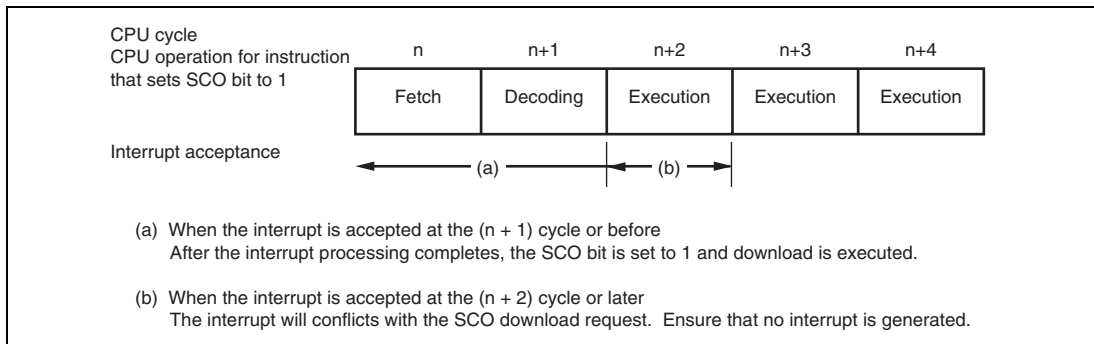 CPU cycle
CPU operation for instruction
that sets SCO bit to 1
n n+1 n+2 n+3 n+4
Fetch Decoding Execution Execution Execution
Interrupt acceptance
(a) (b)
(a) When the interrupt is accepted at the (n + 1) cycle or before
After the interrupt processing completes, the SCO bit is set to 1 and download is executed.
(b) When the interrupt is accepted at the (n + 2) cycle or later
The interrupt will conflicts with the SCO download request. Ensure that no interrupt is generated.